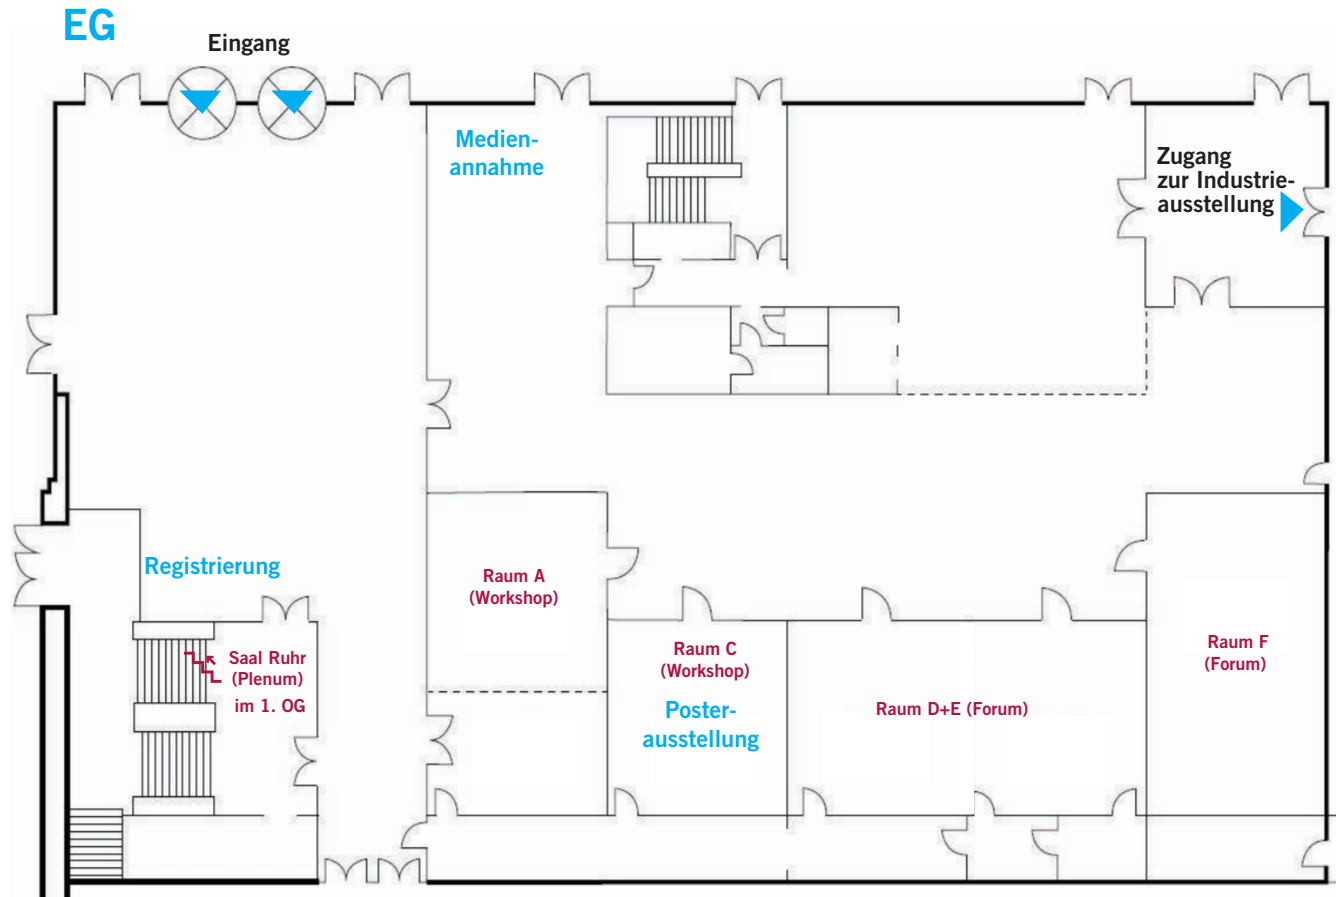 EG
Eingang
Medien-
annahme
Zugang
zur Industrie-
ausstellung
Registrierung
Raum A
(Workshop)
Saal Ruhr
(Plenum)
im 1. OG
Raum C
(Workshop)
Poster-
ausstellung
Raum D+E (Forum)
Raum F
(Forum)